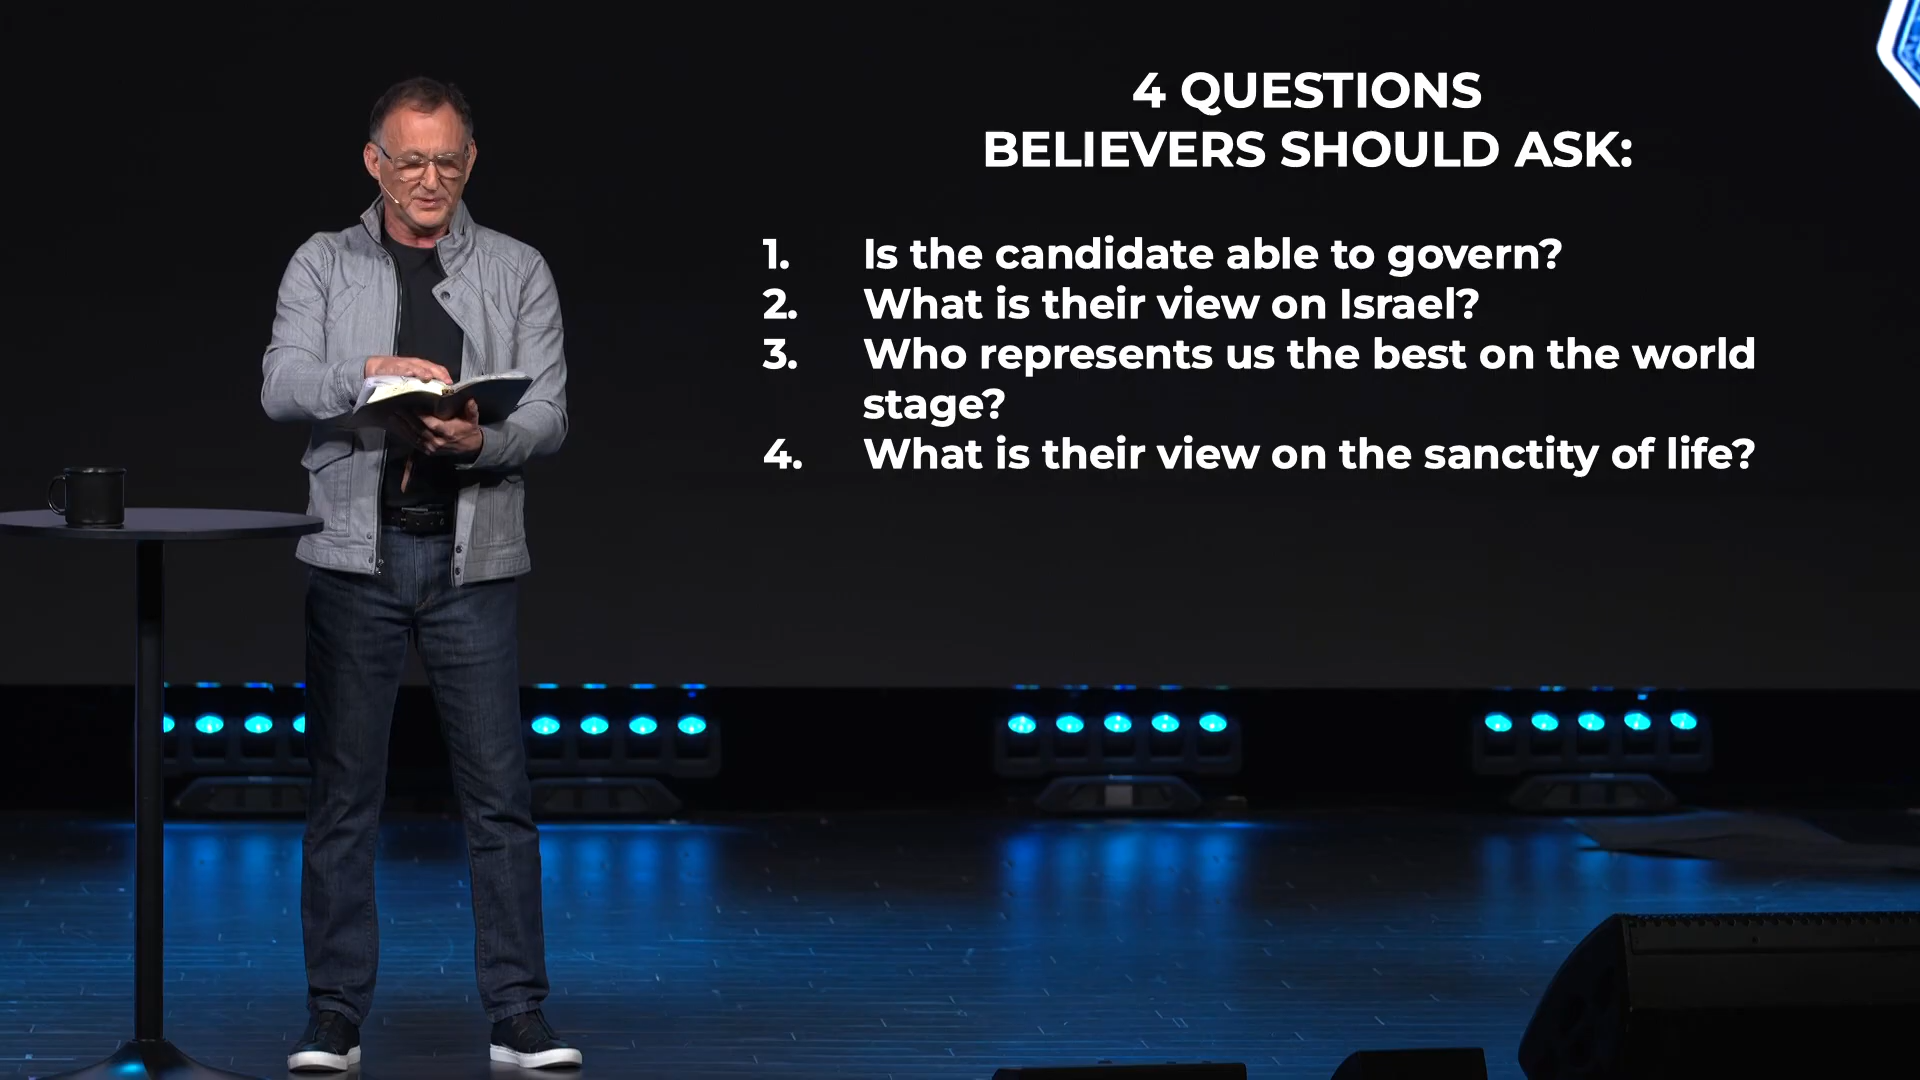 4 QUESTIONS
BELIEVERS SHOULD ASK:
1. Is the candidate able to govern?
2. What is their view on Israel?
3. Who represents us the best on the world
stage?
4. What is their view on the sanctity of life?